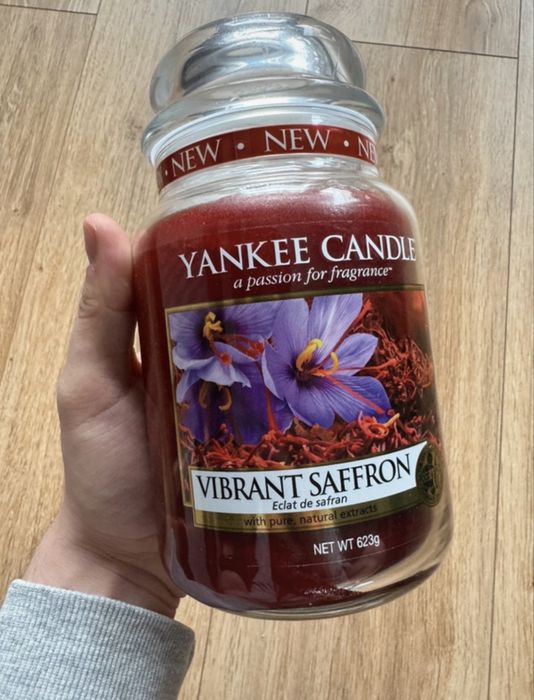 • NEW • NEW • NE
YANKEE CANDLE
a passion for fragrance™
VIBRANT SAFFRON
Eclat de safran
with pure, natural extracts
NET WT 623g